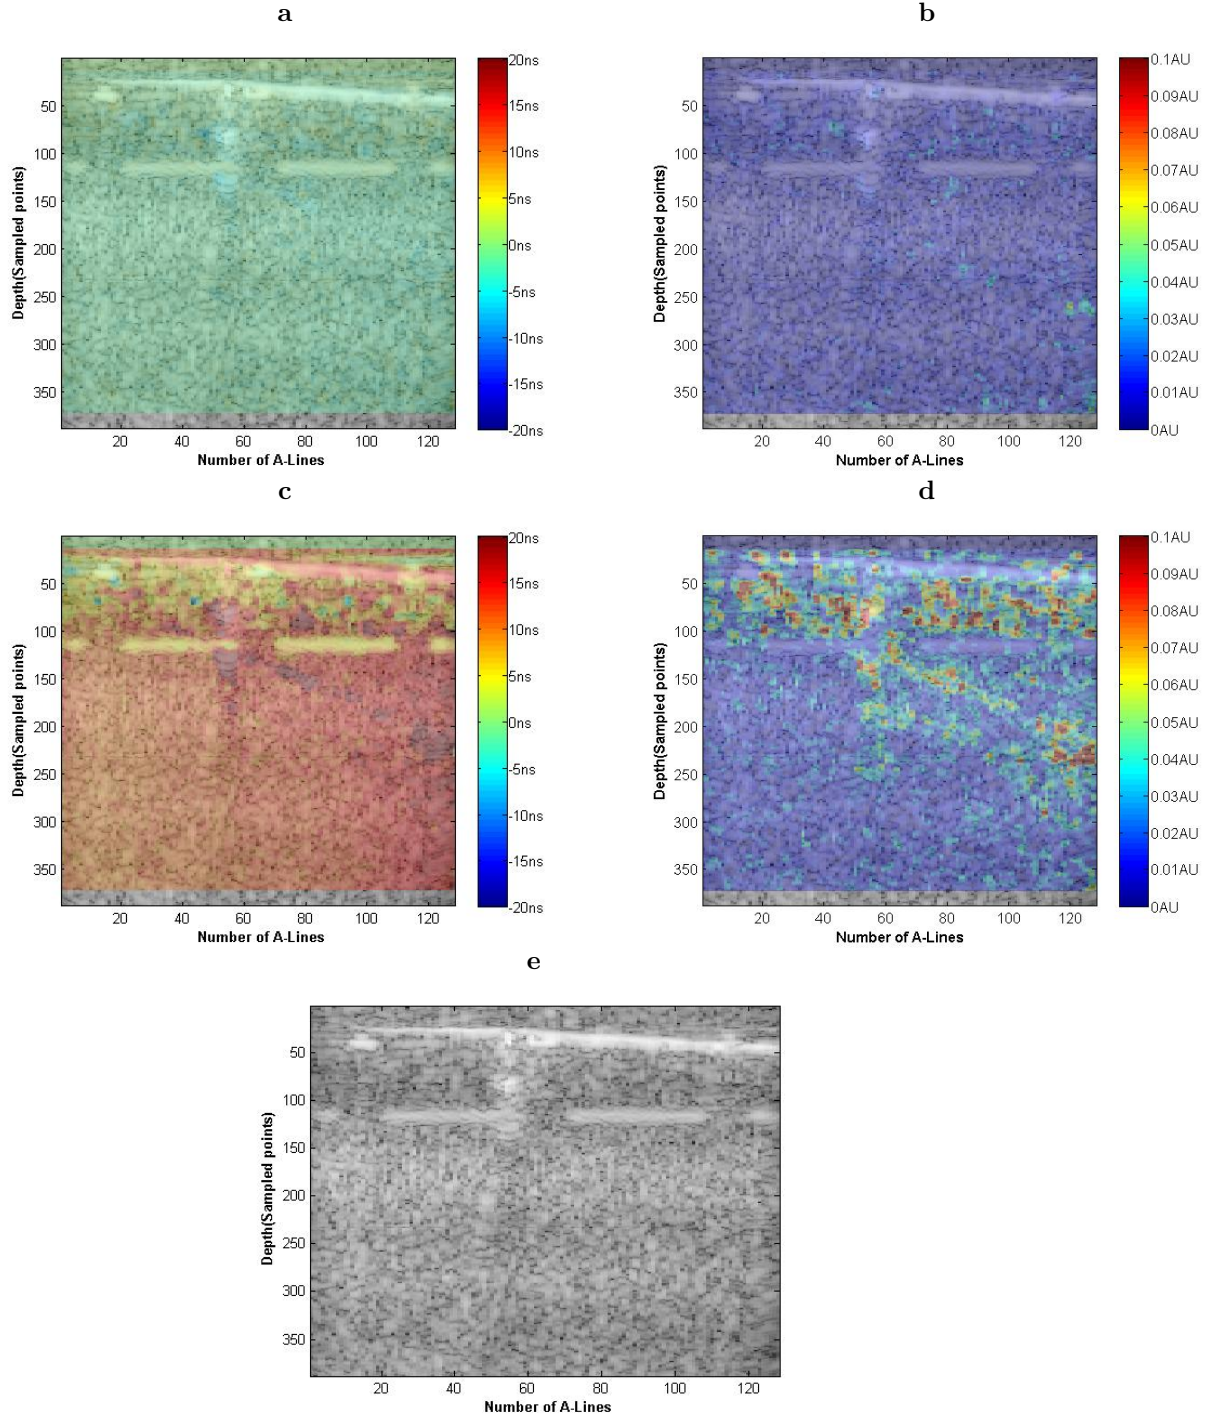 a
b
20ns
15ns
10ns
5ns
0ns
-5ns
-10ns
-15ns
-20ns
50
100
150
200
250
300
350
20 40 60 80 100 120
Depth(Sampled points)
Number of A-Lines
0.1AU
0.09AU
0.08AU
0.07AU
0.06AU
0.05AU
0.04AU
0.03AU
0.02AU
0.01AU
0AU
50
100
150
200
250
300
350
20 40 60 80 100 120
Depth(Sampled points)
Number of A-Lines
c
d
20ns
15ns
10ns
5ns
0ns
-5ns
-10ns
-15ns
-20ns
50
100
150
200
250
300
350
20 40 60 80 100 120
Depth(Sampled points)
Number of A-Lines
0.1AU
0.09AU
0.08AU
0.07AU
0.06AU
0.05AU
0.04AU
0.03AU
0.02AU
0.01AU
0AU
50
100
150
200
250
300
350
20 40 60 80 100 120
Depth(Sampled points)
Number of A-Lines
e
50
100
150
200
250
300
350
20 40 60 80 100 120
Depth(Sampled points)
Number of A-Lines